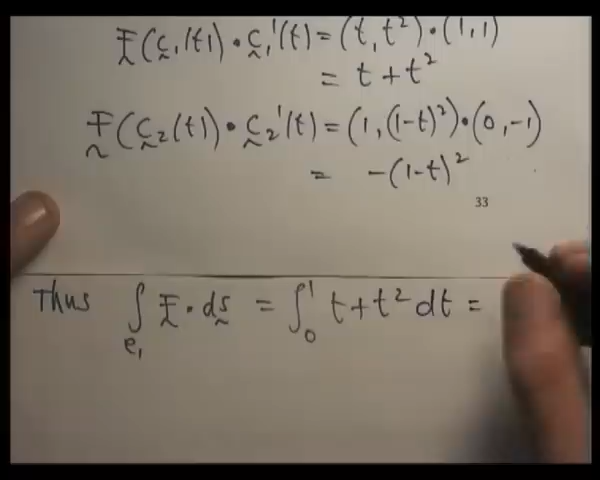 F(c₁(t)) · c₁'(t) = (t, t²) · (1, 1)
= t + t²
F(c₂(t)) · c₂'(t) = (1, (1-t)²) · (0, -1)
= -(1-t)²
33
Thus ∫_{e₁} F · ds = ∫₀¹ t + t² dt =